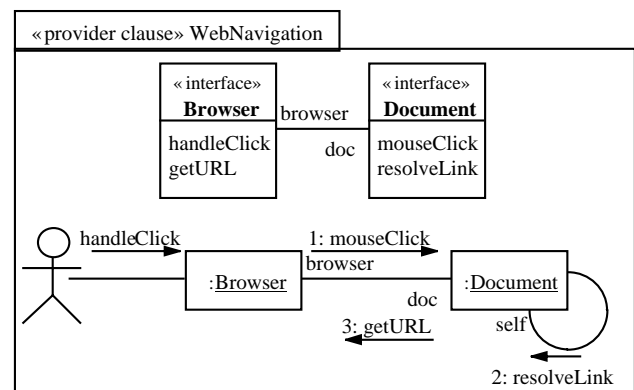 «provider clause» WebNavigation
«interface»
Browser
handleClick
getURL
browser
doc
«interface»
Document
mouseClick
resolveLink
handleClick
1: mouseClick
browser
:Browser
:Document
doc
self
3: getURL
2: resolveLink